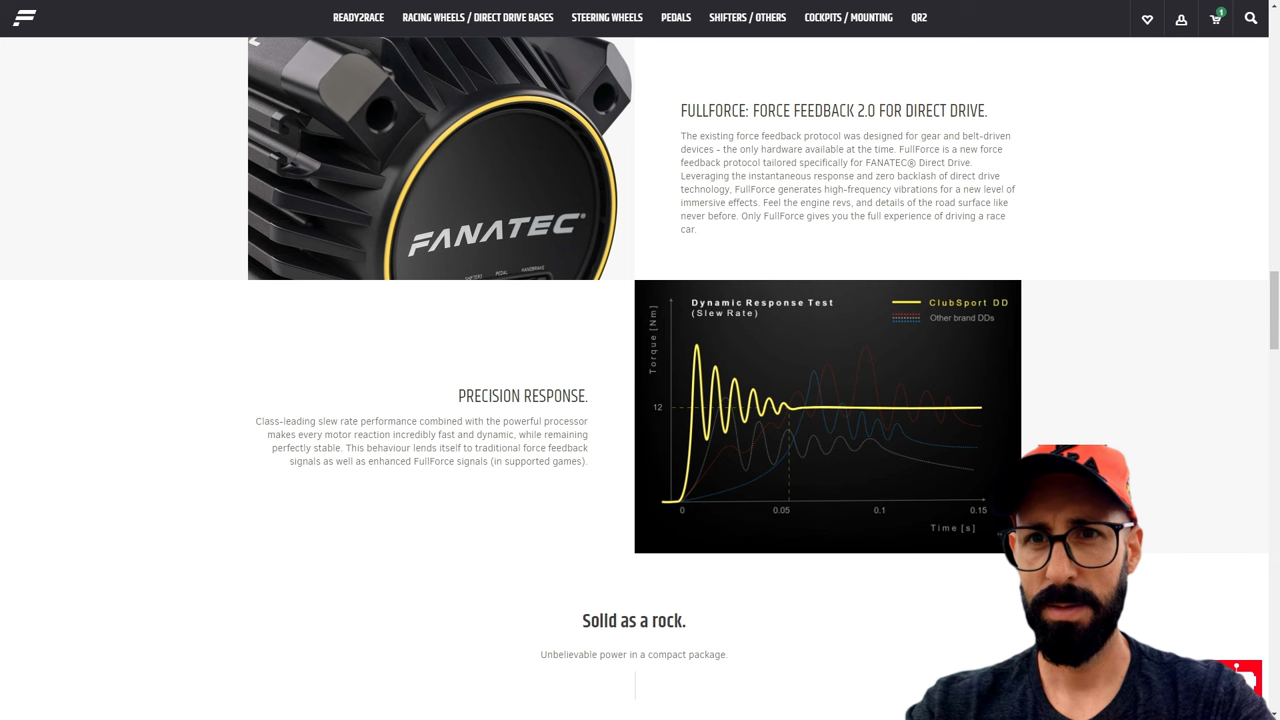 READY2RACE
RACING WHEELS / DIRECT DRIVE BASES
STEERING WHEELS
PEDALS
SHIFTERS / OTHERS
COCKPITS / MOUNTING
QR2
1
FANATEC®
SHIFTER1
PEDAL
HANDBRAKE
FULLFORCE: FORCE FEEDBACK 2.0 FOR DIRECT DRIVE.
The existing force feedback protocol was designed for gear and belt-driven
devices - the only hardware available at the time. FullForce is a new force
feedback protocol tailored specifically for FANATEC® Direct Drive.
Leveraging the instantaneous response and zero backlash of direct drive
technology, FullForce generates high-frequency vibrations for a new level of
immersive effects. Feel the engine revs, and details of the road surface like
never before. Only FullForce gives you the full experience of driving a race
car.
PRECISION RESPONSE.
Class-leading slew rate performance combined with the powerful processor
makes every motor reaction incredibly fast and dynamic, while remaining
perfectly stable. This behaviour lends itself to traditional force feedback
signals as well as enhanced FullForce signals (in supported games).
Dynamic Response Test
(Slew Rate)
ClubSport DD
Other brand DDs
Torque [Nm]
12
0
0.05
0.1
0.15
Time [s]
Solid as a rock.
Unbelievable power in a compact package.